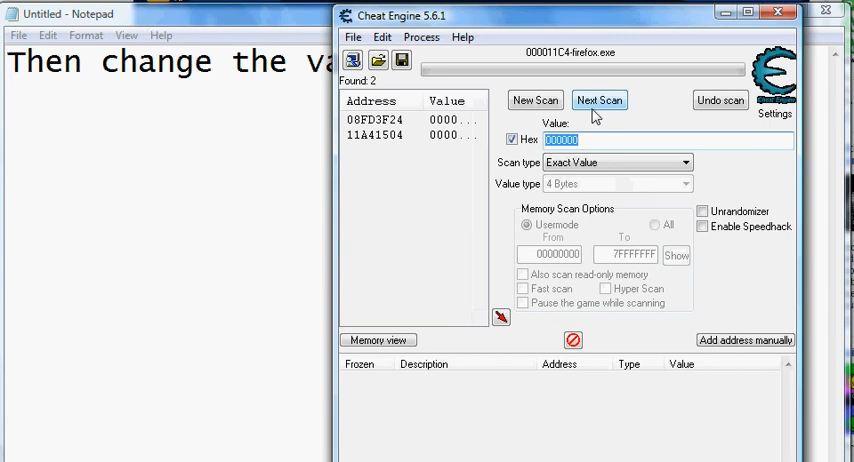 Untitled - Notepad
File Edit Format View Help
Then change the va
Cheat Engine 5.6.1
File Edit Process Help
000011C4-firefox.exe
Found: 2
Address Value
08FD3F24 0000...
11A41504 0000...
New Scan Next Scan Undo scan
Cheat Engine
Settings
Value:
Hex 000000
Scan type Exact Value
Value type 4 Bytes
Memory Scan Options
Usermode All
From To
00000000 7FFFFFFF Show
Also scan read-only memory
Fast scan Hyper Scan
Pause the game while scanning
Unrandomizer
Enable Speedhack
Memory view Add address manually
Frozen Description Address Type Value